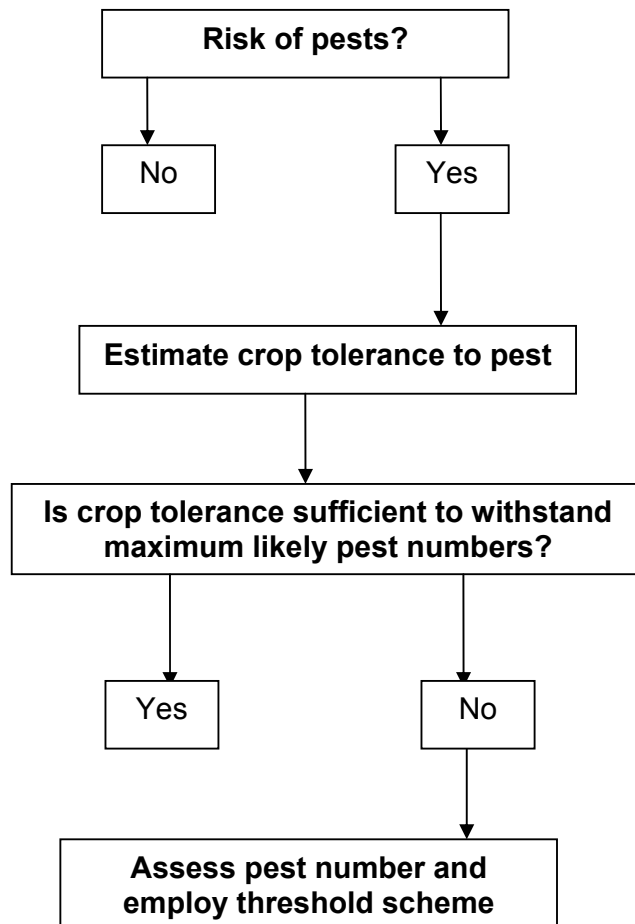 Risk of pests?
No
Yes
Estimate crop tolerance to pest
Is crop tolerance sufficient to withstand
maximum likely pest numbers?
Yes
No
Assess pest number and
employ threshold scheme